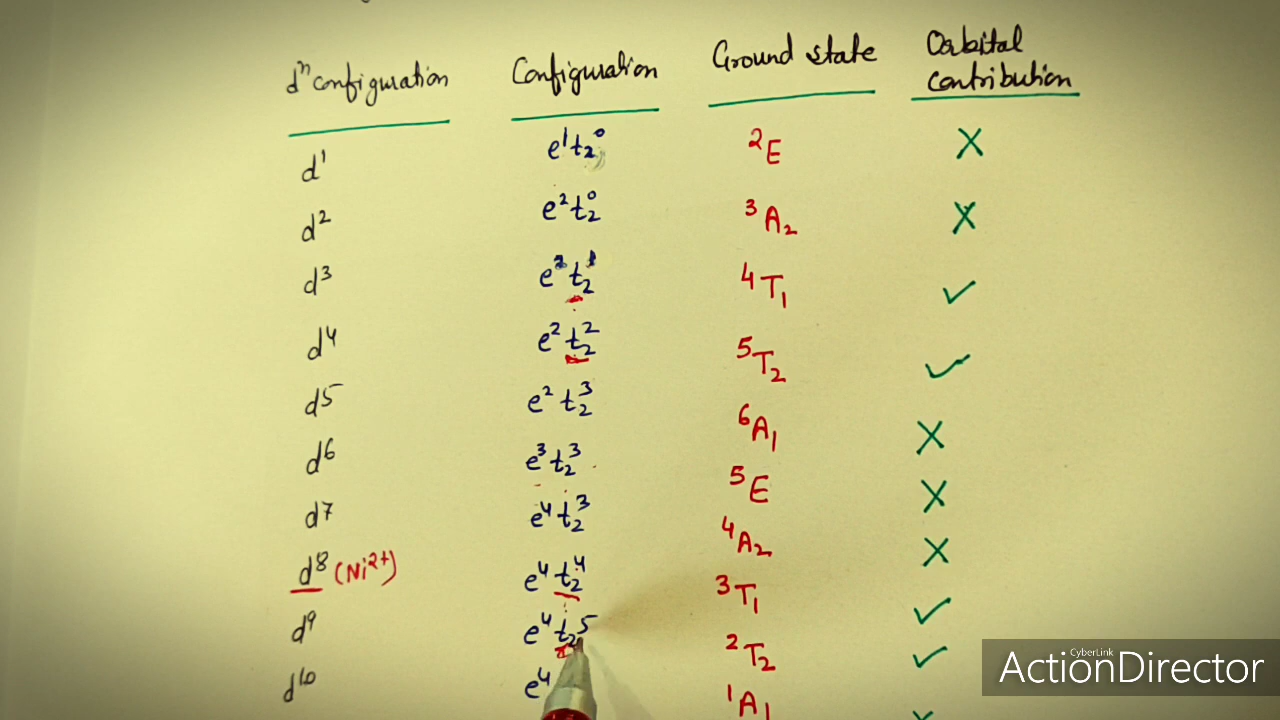 dⁿ configuration Configuration Ground state Orbital contribution
d¹ e¹t₂⁰ ²E X
d² e²t₂⁰ ³A₂ X
d³ e²t₂¹ ⁴T₁ ✓
d⁴ e²t₂² ⁵T₂ ✓
d⁵ e²t₂³ ⁶A₁ X
d⁶ e³t₂³ ⁵E X
d⁷ e⁴t₂³ ⁴A₂ X
d⁸ (Ni²⁺) e⁴t₂⁴ ³T₁ ✓
d⁹ e⁴t₂⁵ ²T₂ ✓
d¹⁰ e⁴ ¹A₁
CyberLink
ActionDirector